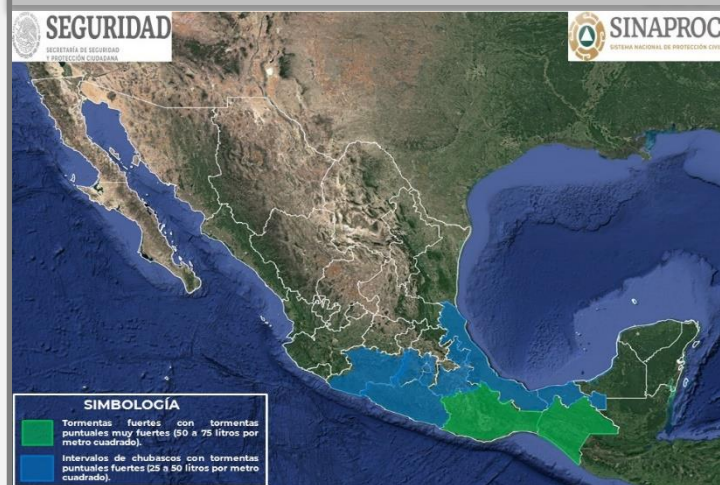 SEGURIDAD
SECRETARÍA DE SEGURIDAD
Y PROTECCIÓN CIUDADANA
SINAPROC
SISTEMA NACIONAL DE PROTECCIÓN CIVIL
SIMBOLOGÍA
Tormentas fuertes con tormentas
puntuales muy fuertes (50 a 75 litros por
metro cuadrado).
Intervalos de chubascos con tormentas
puntuales fuertes (25 a 50 litros por metro
cuadrado).